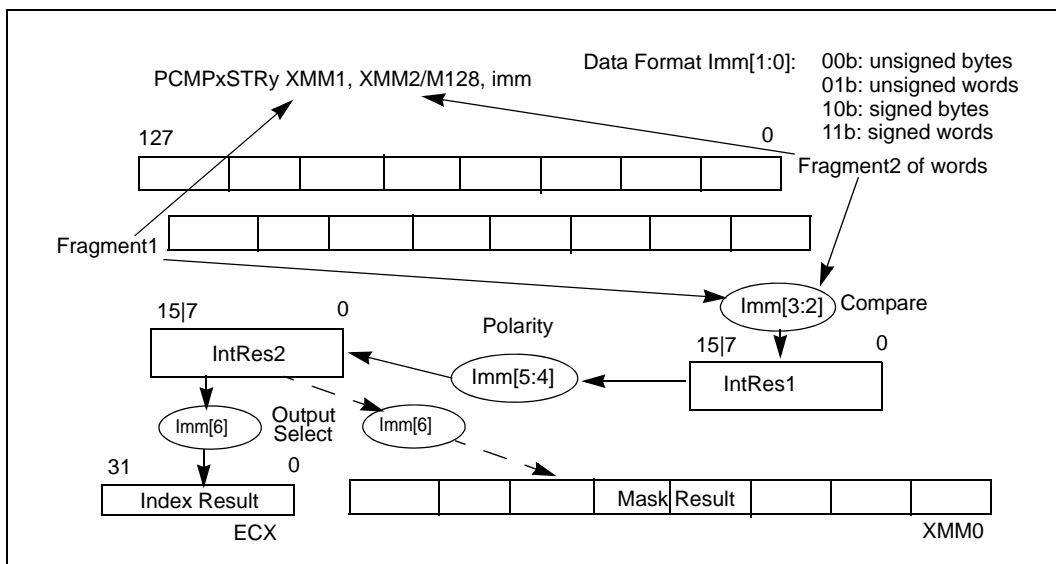 PCMPxSTRy XMM1, XMM2/M128, imm
Data Format Imm[1:0]:
00b: unsigned bytes
01b: unsigned words
10b: signed bytes
11b: signed words
127
0
Fragment2 of words
Fragment1
Imm[3:2]
Compare
15|7
0
IntRes2
Polarity
Imm[5:4]
15|7
0
IntRes1
Imm[6]
Output
Select
Imm[6]
31
0
Index Result
ECX
Mask Result
XMM0